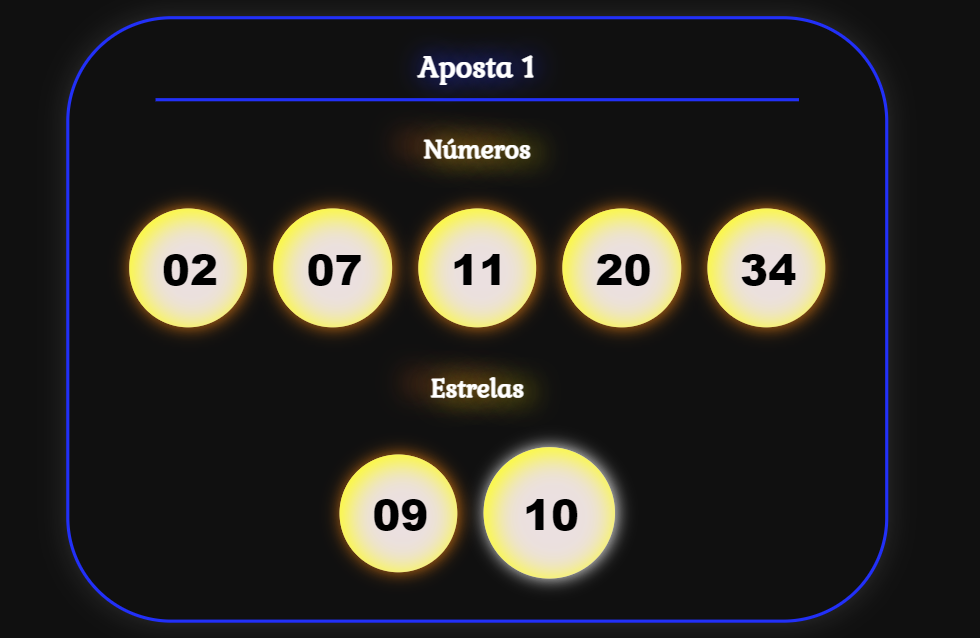 Aposta 1
Números
02 07 11 20 34
Estrelas
09 10